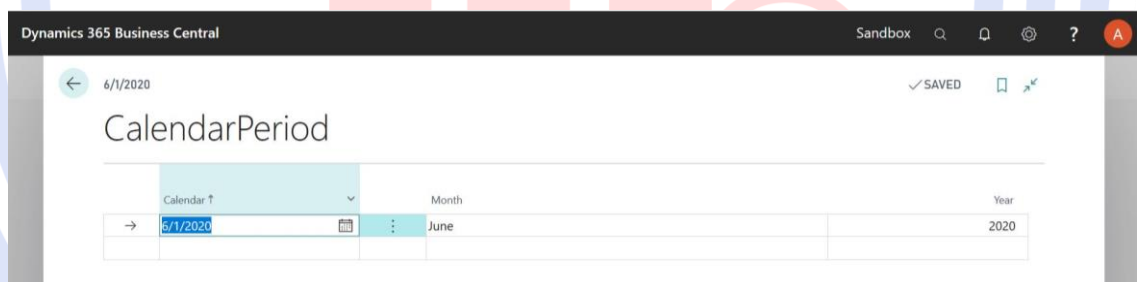 Dynamics 365 Business Central Sandbox ? A
6/1/2020 SAVED
CalendarPeriod
Calendar ↑ Month Year
6/1/2020 June 2020